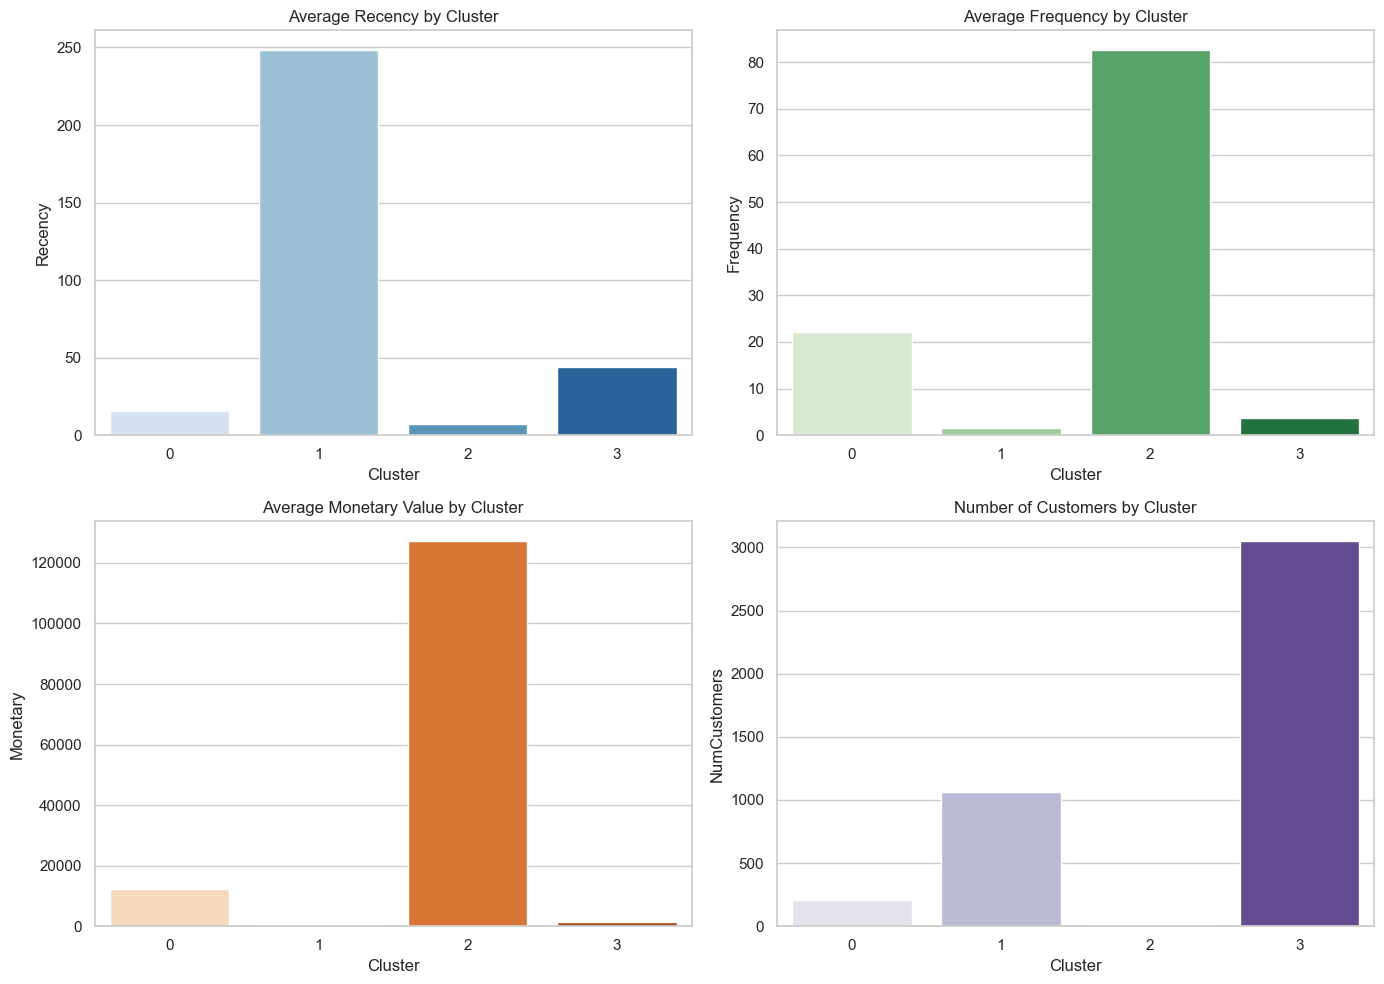 Average Recency by Cluster
250
200
150
100
50
0
Recency
0 1 2 3
Cluster
Average Frequency by Cluster
80
70
60
50
40
30
20
10
0
Frequency
0 1 2 3
Cluster
Average Monetary Value by Cluster
120000
100000
80000
60000
40000
20000
0
Monetary
0 1 2 3
Cluster
Number of Customers by Cluster
3000
2500
2000
1500
1000
500
0
NumCustomers
0 1 2 3
Cluster